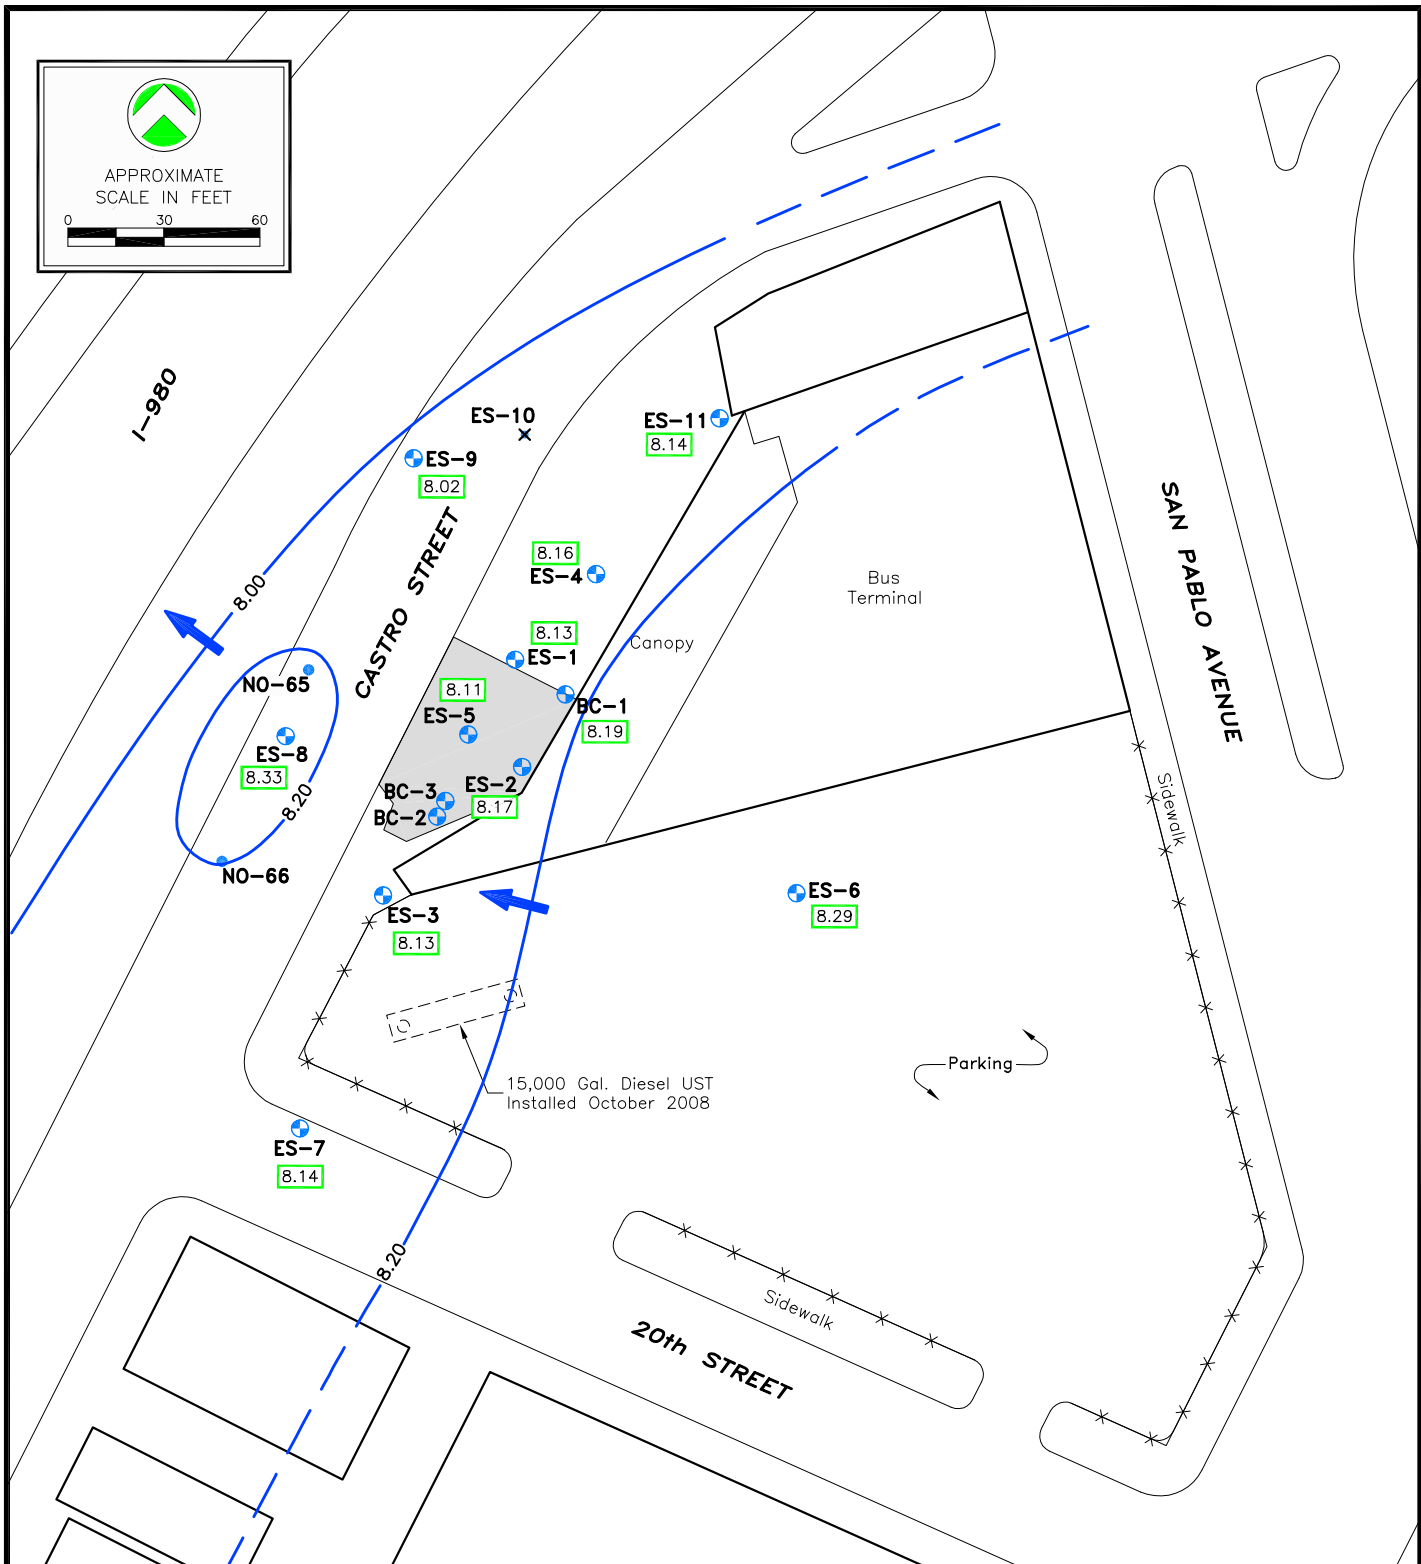 APPROXIMATE
SCALE IN FEET
0 30 60
I-980
ES-10
ES-11
8.14
ES-9
8.02
CASTRO STREET
8.16
ES-4
8.13
ES-1
Bus
Terminal
Canopy
SAN PABLO AVENUE
8.00
NO-65
8.11
ES-5
BC-1
8.19
ES-8
8.33
8.20
BC-3
BC-2
ES-2
8.17
Sidewalk
NO-66
ES-3
8.13
ES-6
8.29
Parking
15,000 Gal. Diesel UST
Installed October 2008
ES-7
8.14
8.20
Sidewalk
20th STREET